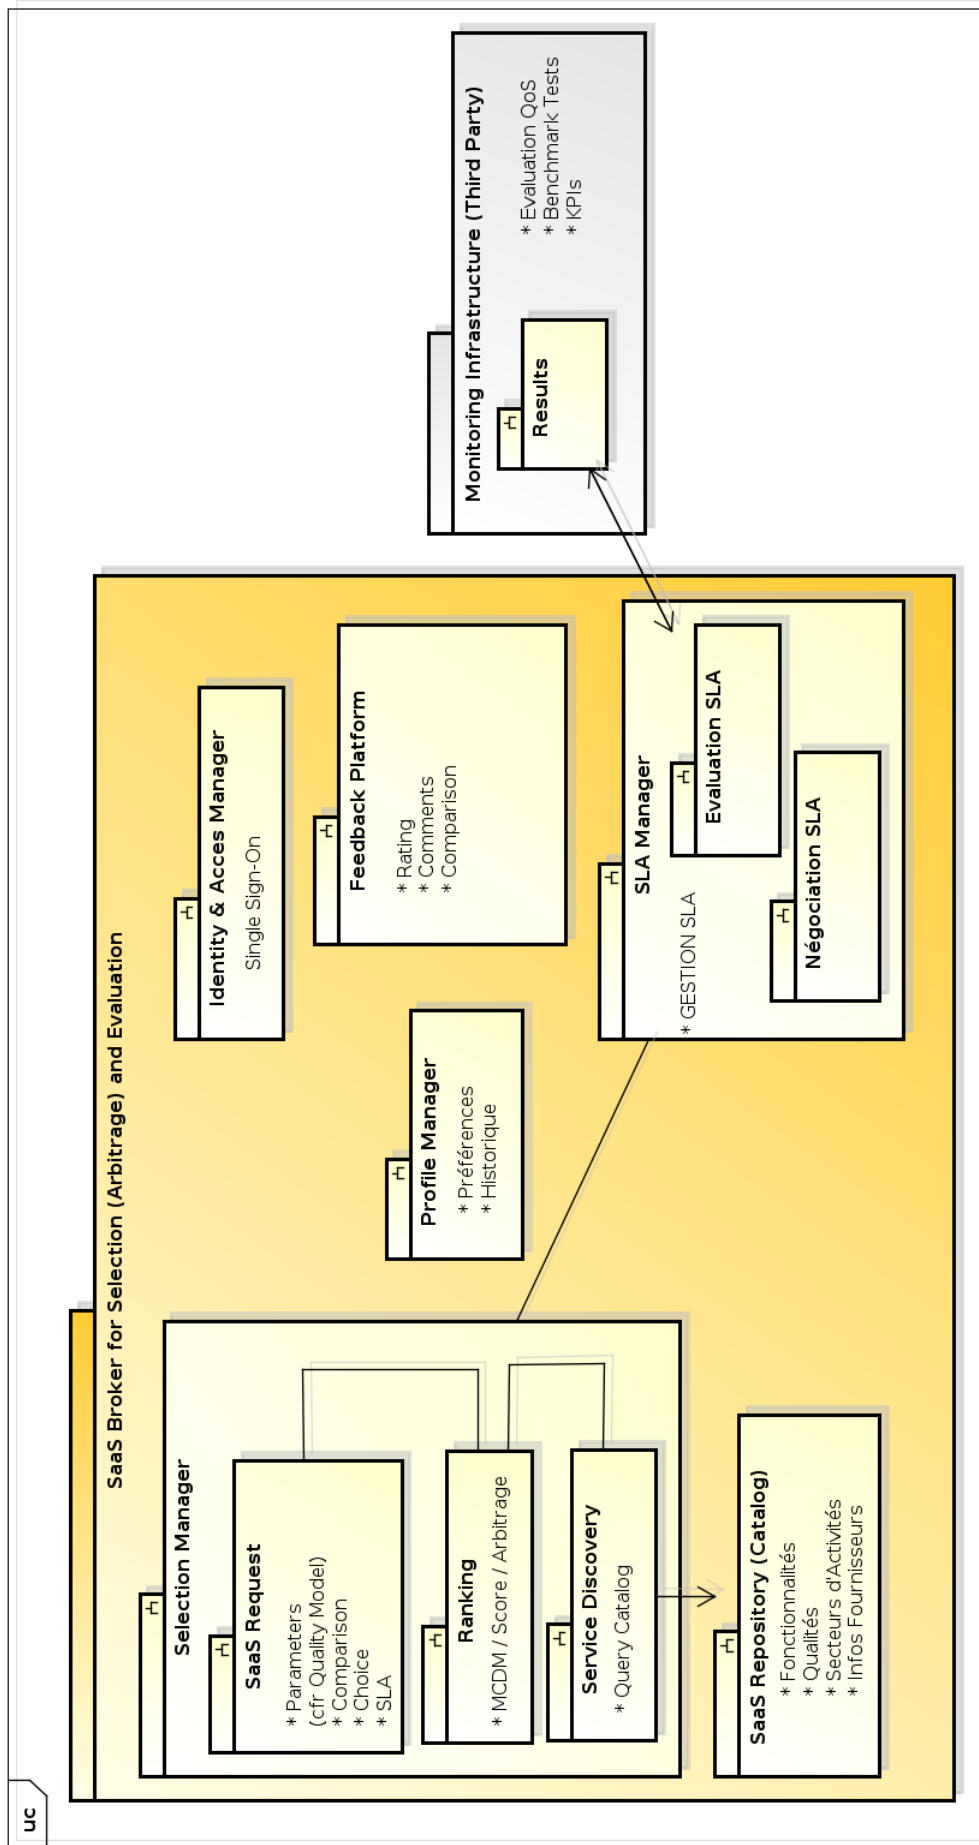 uc
SaaS Broker for Selection (Arbitrage) and Evaluation
Selection Manager
SaaS Request
* Parameters
(cfr Quality Model)
* Comparison
* Choice
* SLA
Ranking
* MCDM / Score / Arbitrage
Service Discovery
* Query Catalog
SaaS Repository (Catalog)
* Fonctionnalités
* Qualités
* Secteurs d'Activités
* Infos Fournisseurs
Profile Manager
* Préférences
* Historique
Identity & Acces Manager
Single Sign-On
Feedback Platform
* Rating
* Comments
* Comparison
SLA Manager
* GESTION SLA
Evaluation SLA
Négociation SLA
Monitoring Infrastructure (Third Party)
* Evaluation QoS
* Benchmark Tests
* KPIs
Results